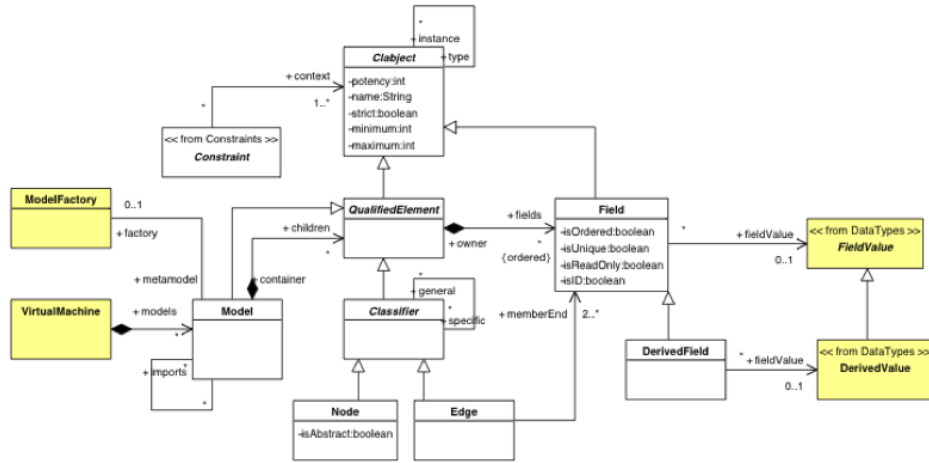 *
+ instance
+ type
Clabject
-potency:int
-name:String
-strict:boolean
-minimum:int
-maximum:int
+ context
1..*
*
<< from Constraints >>
Constraint
ModelFactory
0..1
+ factory
+ metamodel
QualifiedElement
+ children
*
+ container
+ fields
+ owner
*
{ordered}
Field
-isOrdered:boolean
-isUnique:boolean
-isReadOnly:boolean
-isID:boolean
*
+ fieldValue
0..1
<< from DataTypes >>
FieldValue
VirtualMachine
+ models
*
Model
*
+ imports
*
*
+ general
*
+ specific
Classifier
+ memberEnd
2..*
DerivedField
*
+ fieldValue
0..1
<< from DataTypes >>
DerivedValue
Node
-isAbstract:boolean
Edge